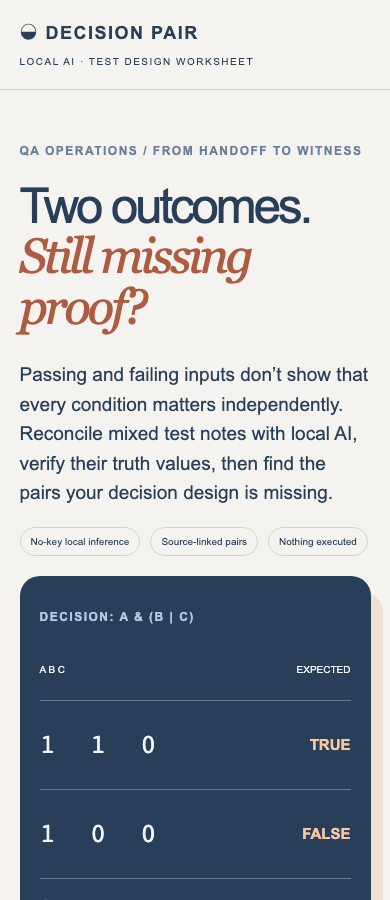 DECISION PAIR
LOCAL AI · TEST DESIGN WORKSHEET
QA OPERATIONS / FROM HANDOFF TO WITNESS
Two outcomes.
Still missing
proof?
Passing and failing inputs don’t show that
every condition matters independently.
Reconcile mixed test notes with local AI,
verify their truth values, then find the
pairs your decision design is missing.
No-key local inference Source-linked pairs Nothing executed
DECISION: A & (B | C)
A B C EXPECTED
1 1 0 TRUE
1 0 0 FALSE